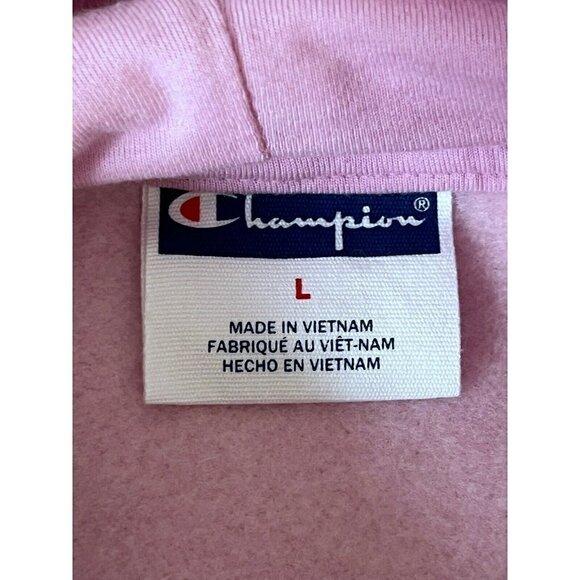 Champion®
L
MADE IN VIETNAM
FABRIQUÉ AU VIÊT-NAM
HECHO EN VIETNAM